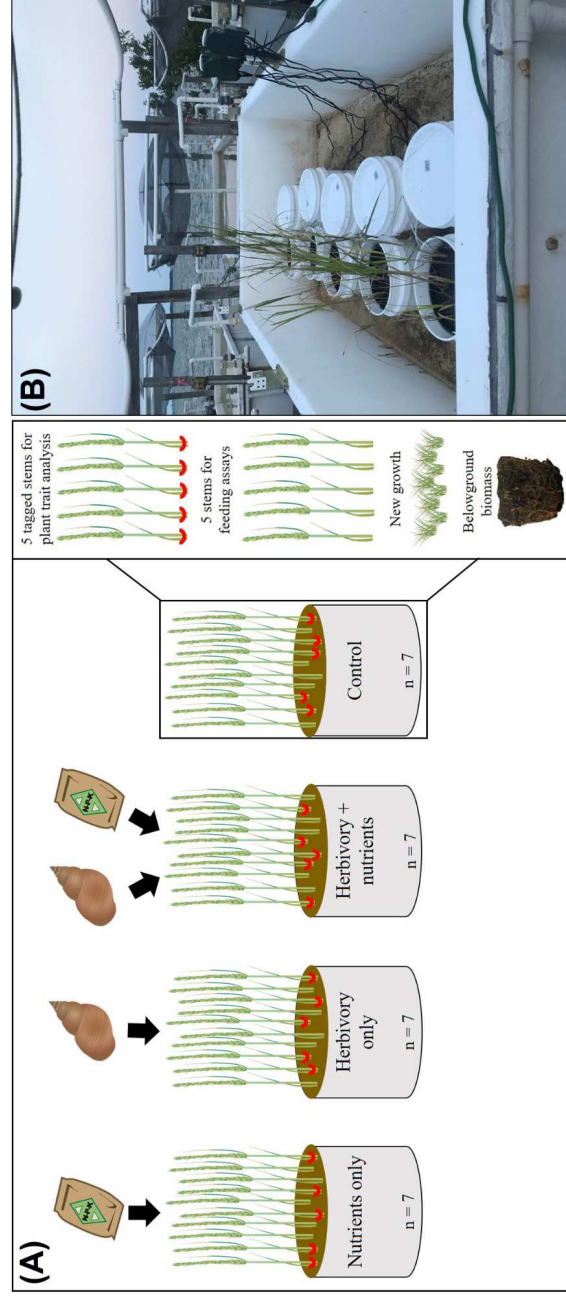 (A)
N-P-K
N-P-K
Nutrients only
n = 7
Herbivory
only
n = 7
Herbivory +
nutrients
n = 7
Control
n = 7
5 tagged stems for
plant trait analysis
5 stems for
feeding assays
New growth
Belowground
biomass
(B)